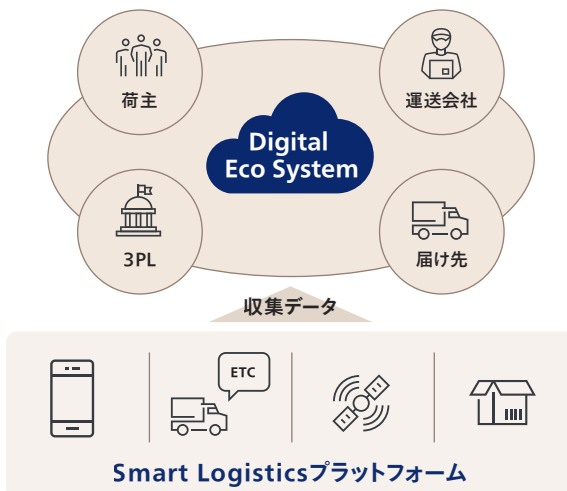 荷主
運送会社
Digital
Eco System
3PL
届け先
収集データ
ETC
Smart Logisticsプラットフォーム